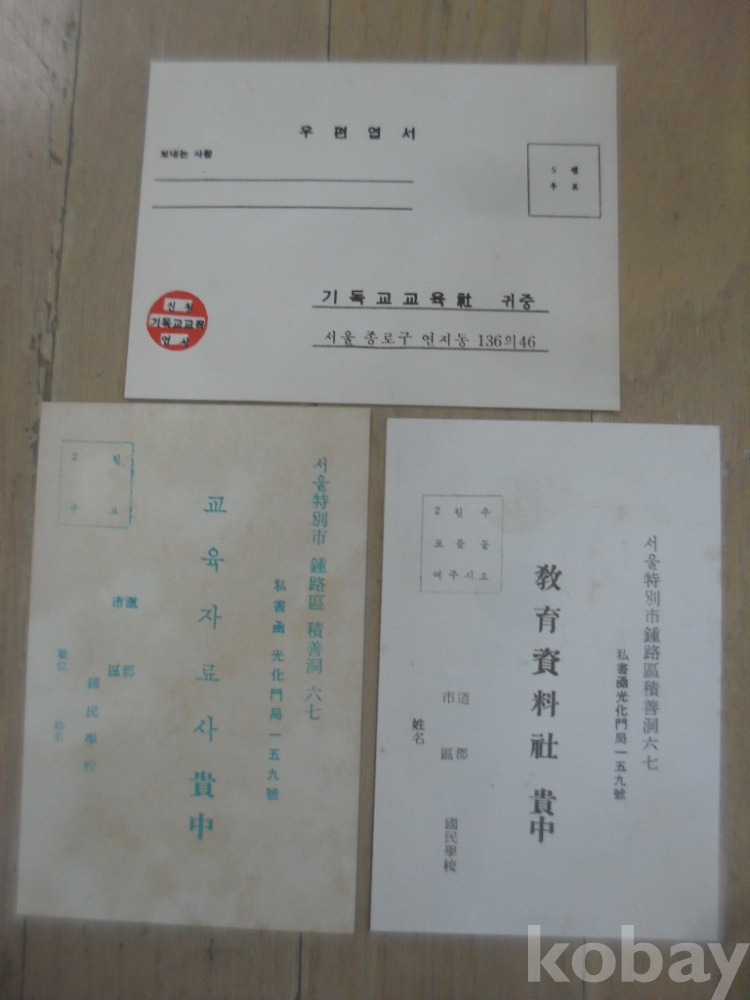 우편엽서
보내는 사람
5 원
우 표
신청
기독교교육
엽서
기독교교육社 귀중
서울 종로구 연지동 136의46
서울特別市 鍾路區 積善洞 六七
私書函 光化門局一五九號
교육자료사 貴中
2 원
우 표
市道
區郡
國民學校
職位 姓名
서울特別市鍾路區積善洞六七
私書函光化門局一五九號
教育資料社 貴中
2 원 우
표 를
여주시오
市道
區郡
國民學校
姓名
kobay